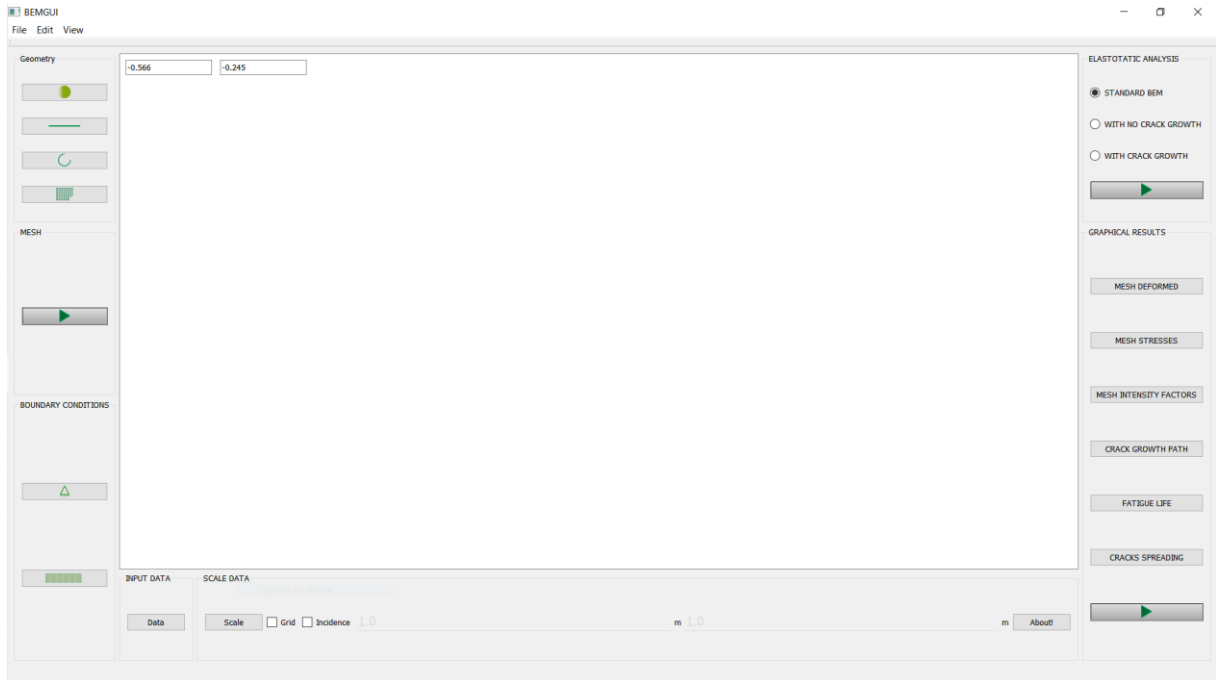 BEMGUI
File Edit View
Geometry
-0.566 -0.245
MESH
BOUNDARY CONDITIONS
INPUT DATA
Data
SCALE DATA
Scale Grid Incidence 1.0 m 1.0 m About!
ELASTOTATIC ANALYSIS
STANDARD BEM
WITH NO CRACK GROWTH
WITH CRACK GROWTH
GRAPHICAL RESULTS
MESH DEFORMED
MESH STRESSES
MESH INTENSITY FACTORS
CRACK GROWTH PATH
FATIGUE LIFE
CRACKS SPREADING